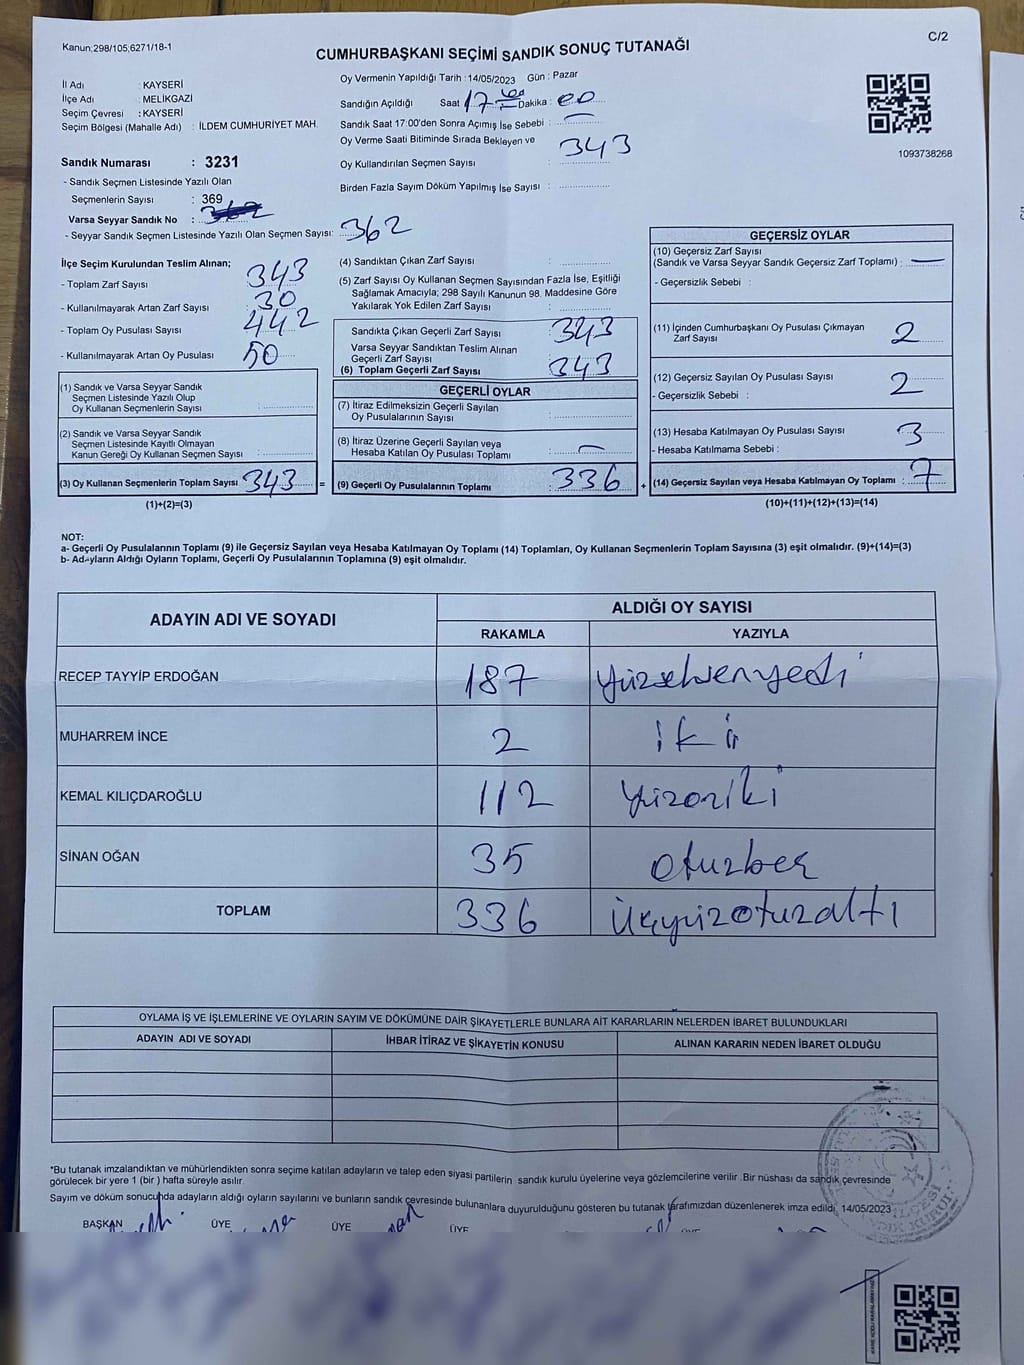 Kanun;298/105;6271/18-1
C/2
CUMHURBAŞKANI SEÇİMİ SANDIK SONUÇ TUTANAĞI
İl Adı : KAYSERİ
İlçe Adı : MELİKGAZİ
Seçim Çevresi : KAYSERİ
Seçim Bölgesi (Mahalle Adı) : İLDEM CUMHURİYET MAH.
Sandık Numarası : 3231
- Sandık Seçmen Listesinde Yazılı Olan
Seçmenlerin Sayısı : 369
Varsa Seyyar Sandık No :
- Seyyar Sandık Seçmen Listesinde Yazılı Olan Seçmen Sayısı: 362
Oy Vermenin Yapıldığı Tarih : 14/05/2023 Gün : Pazar
Sandığın Açıldığı Saat 17 Dakika : 00
Sandık Saat 17:00'den Sonra Açımış İse Sebebi :
Oy Verme Saati Bitiminde Sırada Bekleyen ve
Oy Kullandırılan Seçmen Sayısı : 343
Birden Fazla Sayım Döküm Yapılmış İse Sayısı :
1093738268
İlçe Seçim Kurulundan Teslim Alınan;
- Toplam Zarf Sayısı : 343
- Kullanılmayarak Artan Zarf Sayısı : 30
- Toplam Oy Pusulası Sayısı : 442
- Kullanılmayarak Artan Oy Pusulası : 50
(1) Sandık ve Varsa Seyyar Sandık
Seçmen Listesinde Yazılı Olup
Oy Kullanan Seçmenlerin Sayısı :
(2) Sandık ve Varsa Seyyar Sandık
Seçmen Listesinde Kayıtlı Olmayan
Kanun Gereği Oy Kullanan Seçmen Sayısı :
(3) Oy Kullanan Seçmenlerin Toplam Sayısı : 343 =
(1)+(2)=(3)
(4) Sandıktan Çıkan Zarf Sayısı :
(5) Zarf Sayısı Oy Kullanan Seçmen Sayısından Fazla İse, Eşitliği
Sağlamak Amacıyla; 298 Sayılı Kanunun 98. Maddesine Göre
Yakılarak Yok Edilen Zarf Sayısı :
Sandıkta Çıkan Geçerli Zarf Sayısı : 343
Varsa Seyyar Sandıktan Teslim Alınan
Geçerli Zarf Sayısı :
(6) Toplam Geçerli Zarf Sayısı : 343
GEÇERLİ OYLAR
(7) İtiraz Edilmeksizin Geçerli Sayılan
Oy Pusulalarının Sayısı :
(8) İtiraz Üzerine Geçerli Sayılan veya
Hesaba Katılan Oy Pusulası Toplamı :
(9) Geçerli Oy Pusulalarının Toplamı : 336 +
GEÇERSİZ OYLAR
(10) Geçersiz Zarf Sayısı
(Sandık ve Varsa Seyyar Sandık Geçersiz Zarf Toplamı) : —
- Geçersizlik Sebebi :
(11) İçinden Cumhurbaşkanı Oy Pusulası Çıkmayan
Zarf Sayısı : 2
(12) Geçersiz Sayılan Oy Pusulası Sayısı : 2
- Geçersizlik Sebebi :
(13) Hesaba Katılmayan Oy Pusulası Sayısı : 3
- Hesaba Katılmama Sebebi :
(14) Geçersiz Sayılan veya Hesaba Katılmayan Oy Toplamı : 7
(10)+(11)+(12)+(13)=(14)
NOT:
a- Geçerli Oy Pusulalarının Toplamı (9) ile Geçersiz Sayılan veya Hesaba Katılmayan Oy Toplamı (14) Toplamları, Oy Kullanan Seçmenlerin Toplam Sayısına (3) eşit olmalıdır. (9)+(14)=(3)
b- Adayların Aldığı Oyların Toplamı, Geçerli Oy Pusulalarının Toplamına (9) eşit olmalıdır.
ADAYIN ADI VE SOYADI ALDIĞI OY SAYISI
RAKAMLA YAZIYLA
RECEP TAYYİP ERDOĞAN 187 yüzseksenyedi
MUHARREM İNCE 2 iki
KEMAL KILIÇDAROĞLU 112 yüzoniki
SİNAN OĞAN 35 otuzbeş
TOPLAM 336 üçyüzotuzaltı
OYLAMA İŞ VE İŞLEMLERİNE VE OYLARIN SAYIM VE DÖKÜMÜNE DAİR ŞİKAYETLERLE BUNLARA AİT KARARLARIN NELERDEN İBARET BULUNDUKLARI
ADAYIN ADI VE SOYADI İHBAR İTİRAZ VE ŞİKAYETİN KONUSU ALINAN KARARIN NEDEN İBARET OLDUĞU
*Bu tutanak imzalandıktan ve mühürlendikten sonra seçime katılan adayların ve talep eden siyasi partilerin sandık kurulu üyelerine veya gözlemcilerine verilir. Bir nüshası da sandık çevresinde
görülecek bir yere 1 (bir ) hafta süreyle asılır.
Sayım ve döküm sonucunda adayların aldığı oyların sayılarını ve bunların sandık çevresinde bulunanlara duyurulduğunu gösteren bu tutanak tarafımızdan düzenlenerek imza edildi. 14/05/2023
BAŞKAN ÜYE ÜYE ÜYE